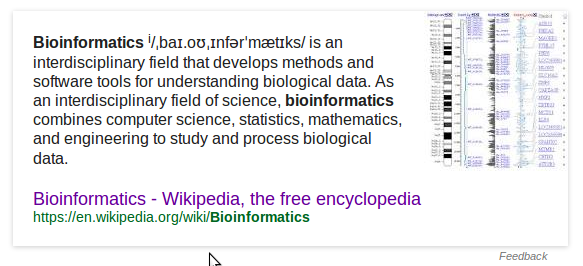 Bioinformatics i/ˌbaɪ.oʊˌɪnfərˈmætɪks/ is an
interdisciplinary field that develops methods and
software tools for understanding biological data. As
an interdisciplinary field of science, bioinformatics
combines computer science, statistics, mathematics,
and engineering to study and process biological
data.
Bioinformatics - Wikipedia, the free encyclopedia
https://en.wikipedia.org/wiki/Bioinformatics
Feedback